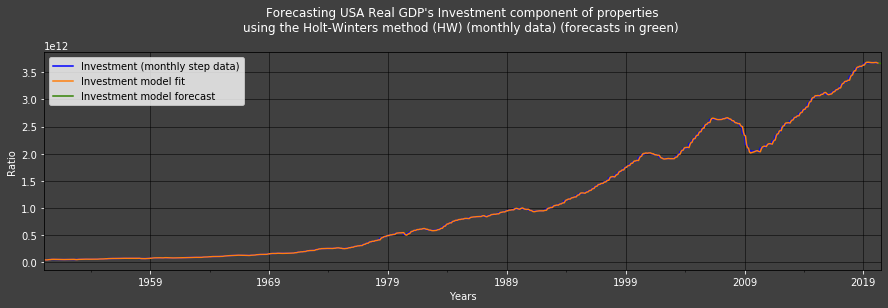 Forecasting USA Real GDP's Investment component of properties
using the Holt-Winters method (HW) (monthly data) (forecasts in green)
1e12
Investment (monthly step data)
Investment model fit
Investment model forecast
3.5
3.0
2.5
2.0
1.5
1.0
0.5
0.0
Ratio
1959
1969
1979
1989
1999
2009
2019
Years